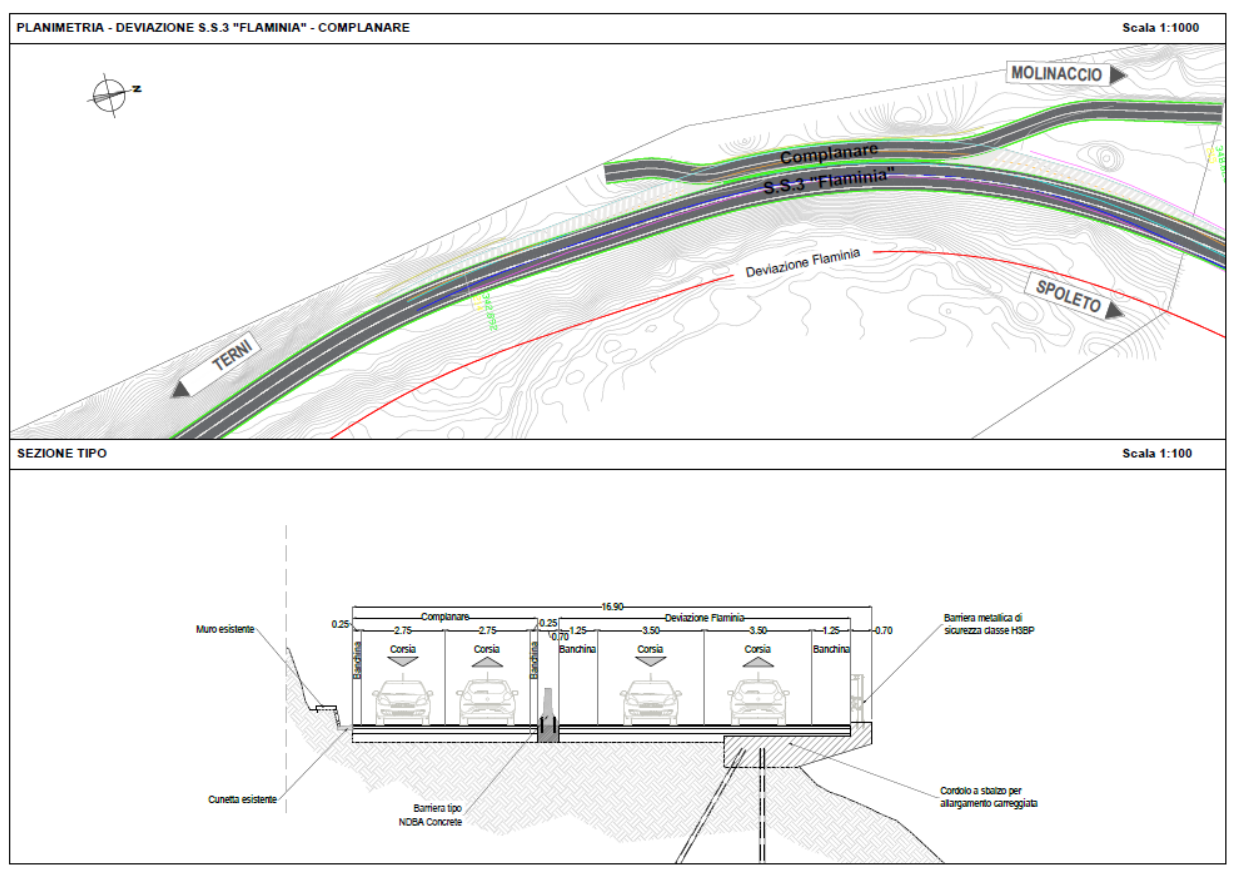 PLANIMETRIA - DEVIAZIONE S.S.3 "FLAMINIA" - COMPLANARE
Scala 1:1000
N
MOLINACCIO
Complanare
S.S.3 "Flaminia"
Deviazione Flaminia
SPOLETO
TERNI
SEZIONE TIPO
Scala 1:100
16.90
Complanare
Deviazione Flaminia
0.25
2.75
2.75
0.25
0.70
1.25
3.50
3.50
1.25
0.70
Banchina
Corsia
Corsia
Banchina
Banchina
Corsia
Corsia
Banchina
Muro esistente
Barriera metallica di
sicurezza classe H3BP
Cunetta esistente
Barriera tipo
NDBA Concrete
Cordolo a sbalzo per
allargamento carreggiata